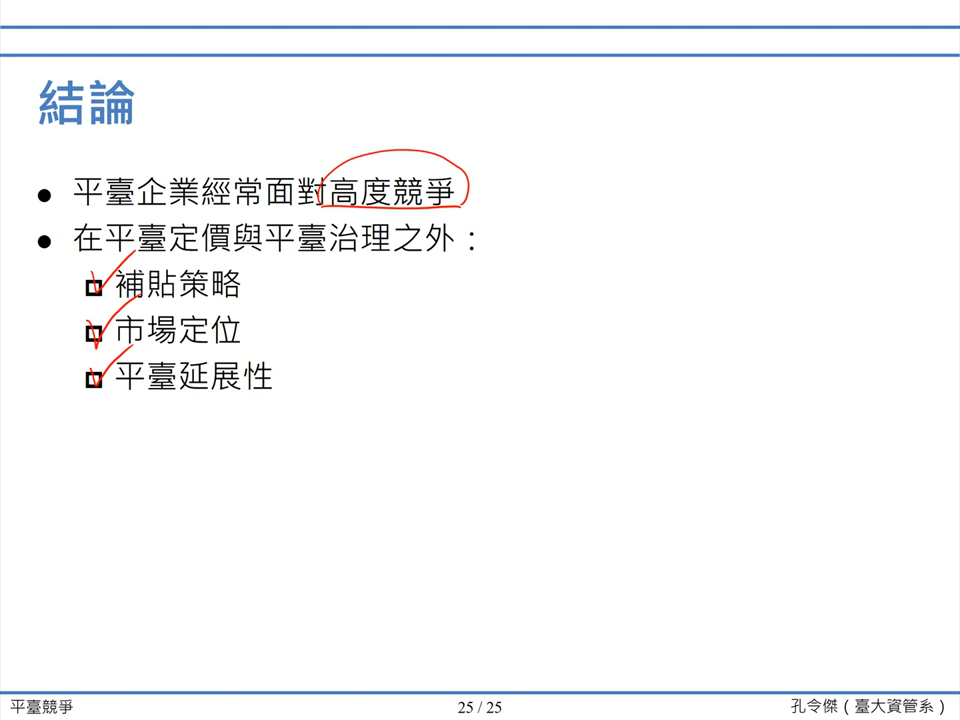 結論
● 平臺企業經常面對高度競爭
● 在平臺定價與平臺治理之外：
補貼策略
市場定位
平臺延展性
平臺競爭
25 / 25
孔令傑（臺大資管系）